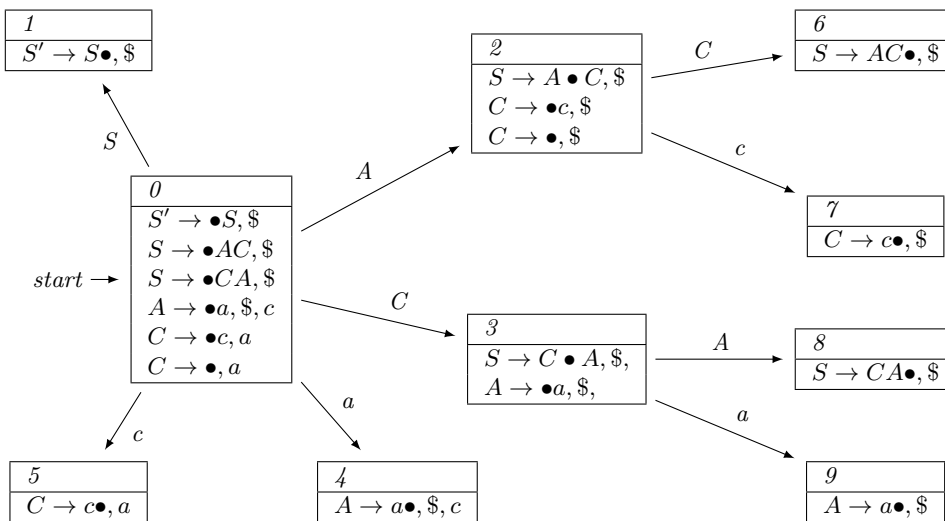 1
S′ → S●, $
S
start
0
S′ → ●S, $
S → ●AC, $
S → ●CA, $
A → ●a, $, c
C → ●c, a
C → ●, a
A
C
c
a
2
S → A ● C, $
C → ●c, $
C → ●, $
C
c
6
S → AC●, $
7
C → c●, $
3
S → C ● A, $,
A → ●a, $,
A
a
8
S → CA●, $
5
C → c●, a
4
A → a●, $, c
9
A → a●, $